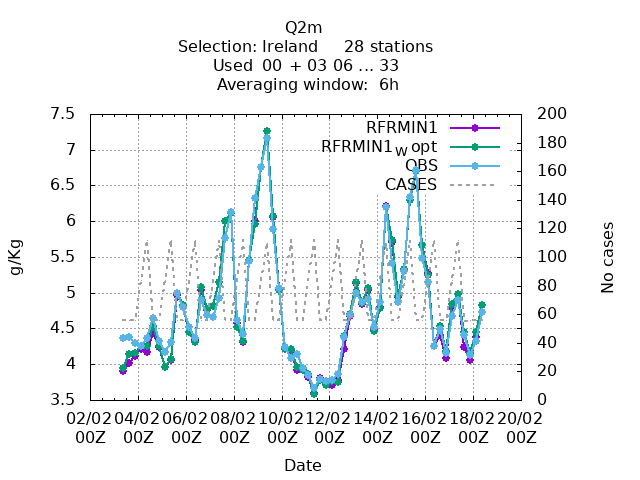 Q2m
Selection: Ireland 28 stations
Used 00 + 03 06 ... 33
Averaging window: 6h
7.5
7
6.5
6
5.5
5
4.5
4
3.5
g/Kg
RFRMIN1
RFRMIN1w opt
OBS
CASES
200
180
160
140
120
100
80
60
40
20
0
No cases
02/02 04/02 06/02 08/02 10/02 12/02 14/02 16/02 18/02 20/02
00Z 00Z 00Z 00Z 00Z 00Z 00Z 00Z 00Z 00Z
Date